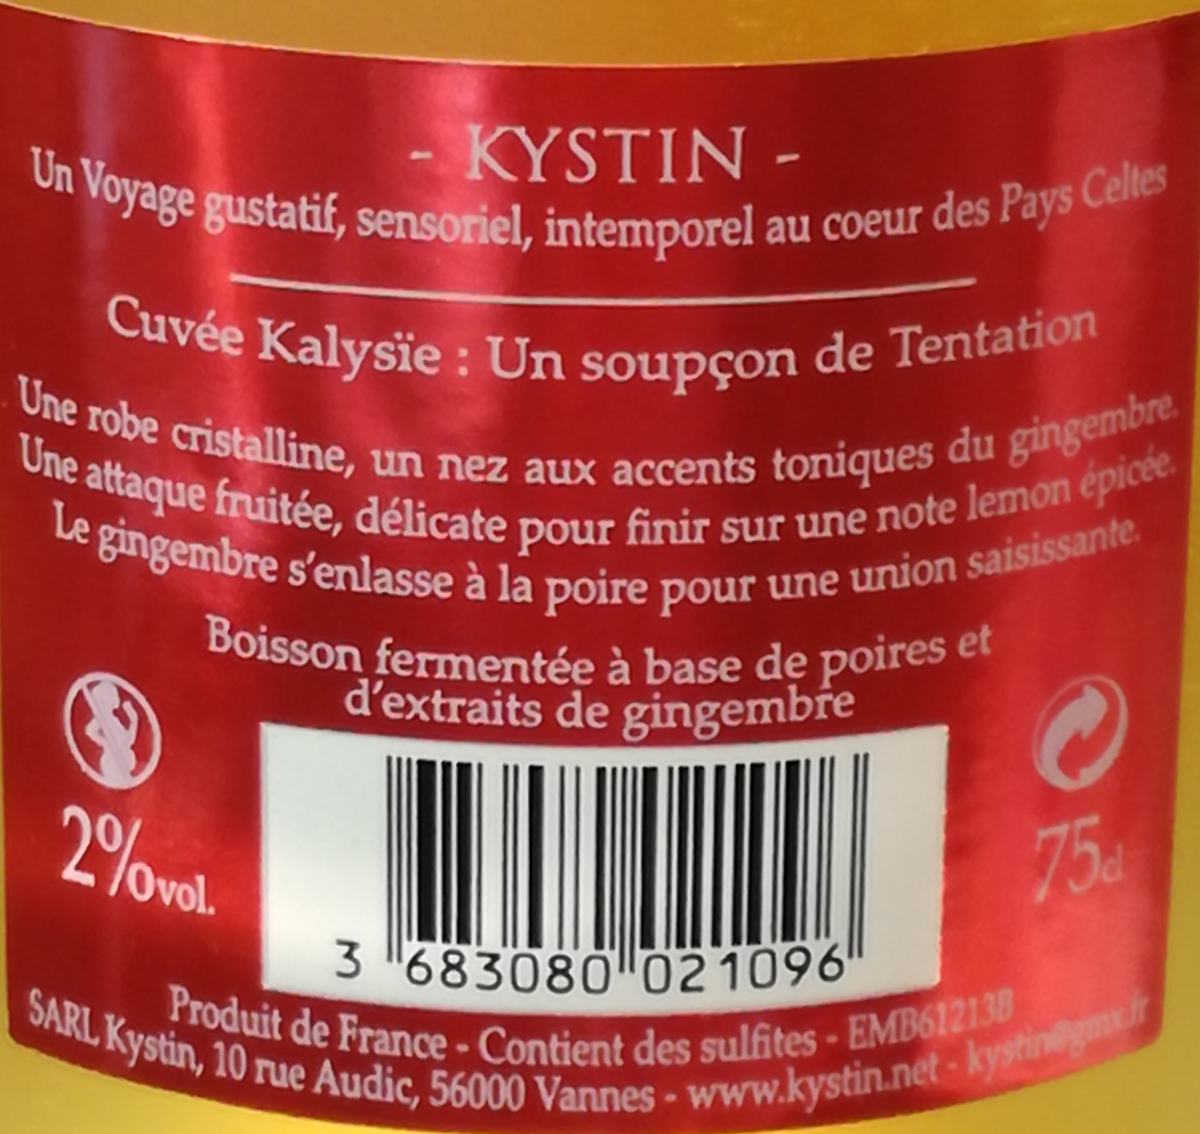 - KYSTIN -
Un Voyage gustatif, sensoriel, intemporel au coeur des Pays Celtes
Cuvée Kalysïe : Un soupçon de Tentation
Une robe cristalline, un nez aux accents toniques du gingembre.
Une attaque fruitée, délicate pour finir sur une note lemon épicée.
Le gingembre s'enlasse à la poire pour une union saisissante.
Boisson fermentée à base de poires et
d'extraits de gingembre
2%vol.
75cl
3 683080 021096
Produit de France - Contient des sulfites - EMB61213B
SARL Kystin, 10 rue Audic, 56000 Vannes - www.kystin.net - kystin@gmx.fr